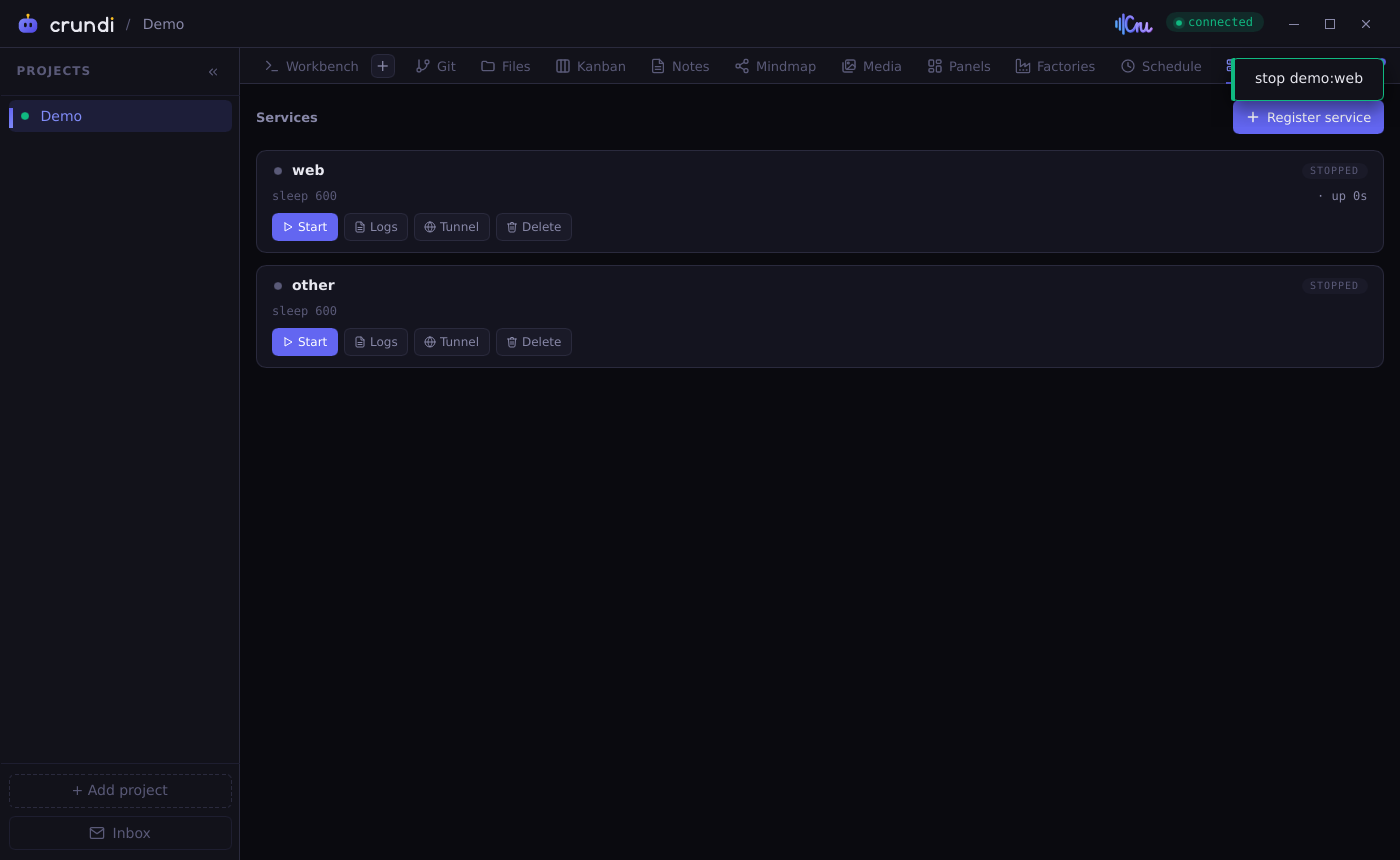 crundi / Demo
Cru
connected
PROJECTS
Workbench Git Files Kanban Notes Mindmap Media Panels Factories Schedule
stop demo:web
Demo
Services
+ Register service
web
STOPPED
sleep 600
· up 0s
Start Logs Tunnel Delete
other
STOPPED
sleep 600
Start Logs Tunnel Delete
+ Add project
Inbox